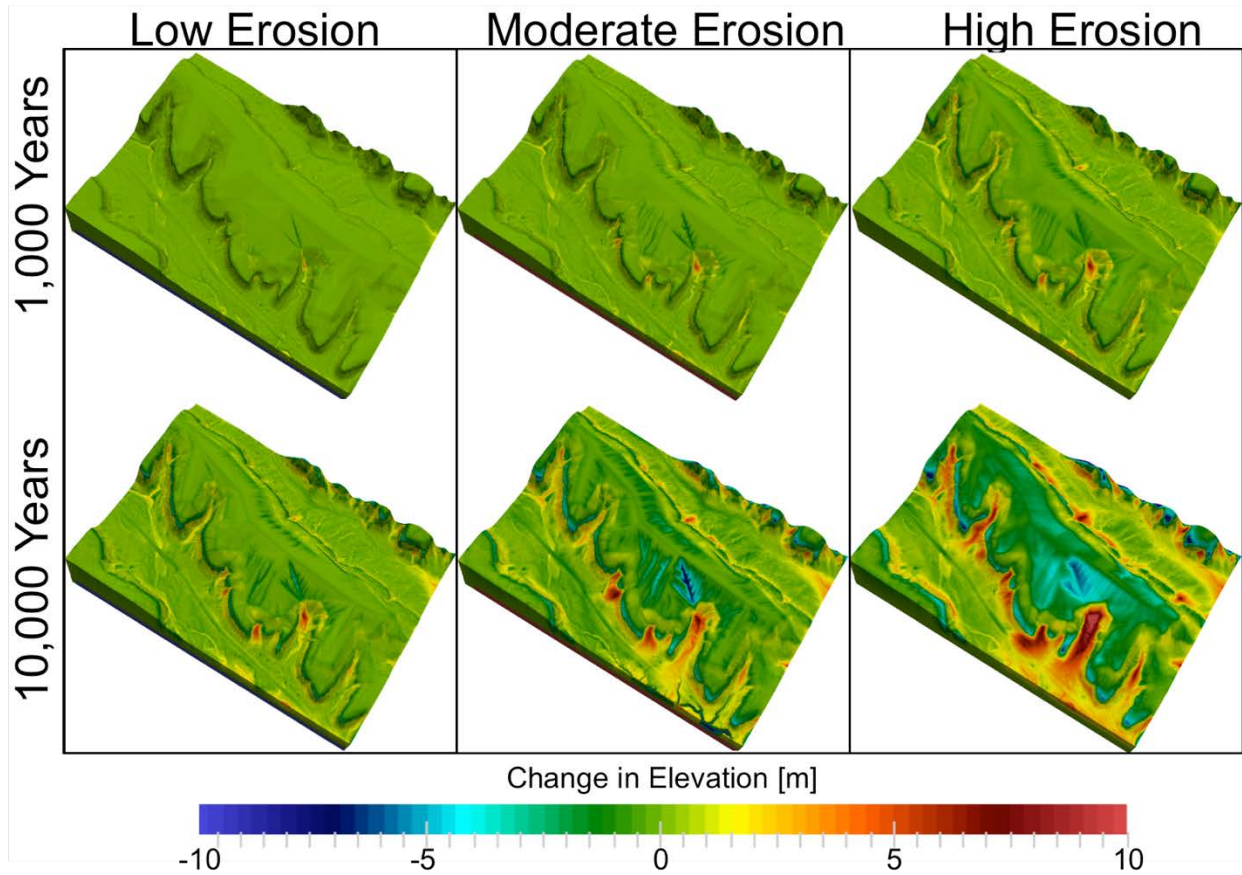 Low Erosion
Moderate Erosion
High Erosion
1,000 Years
10,000 Years
Change in Elevation [m]
-10
-5
0
5
10